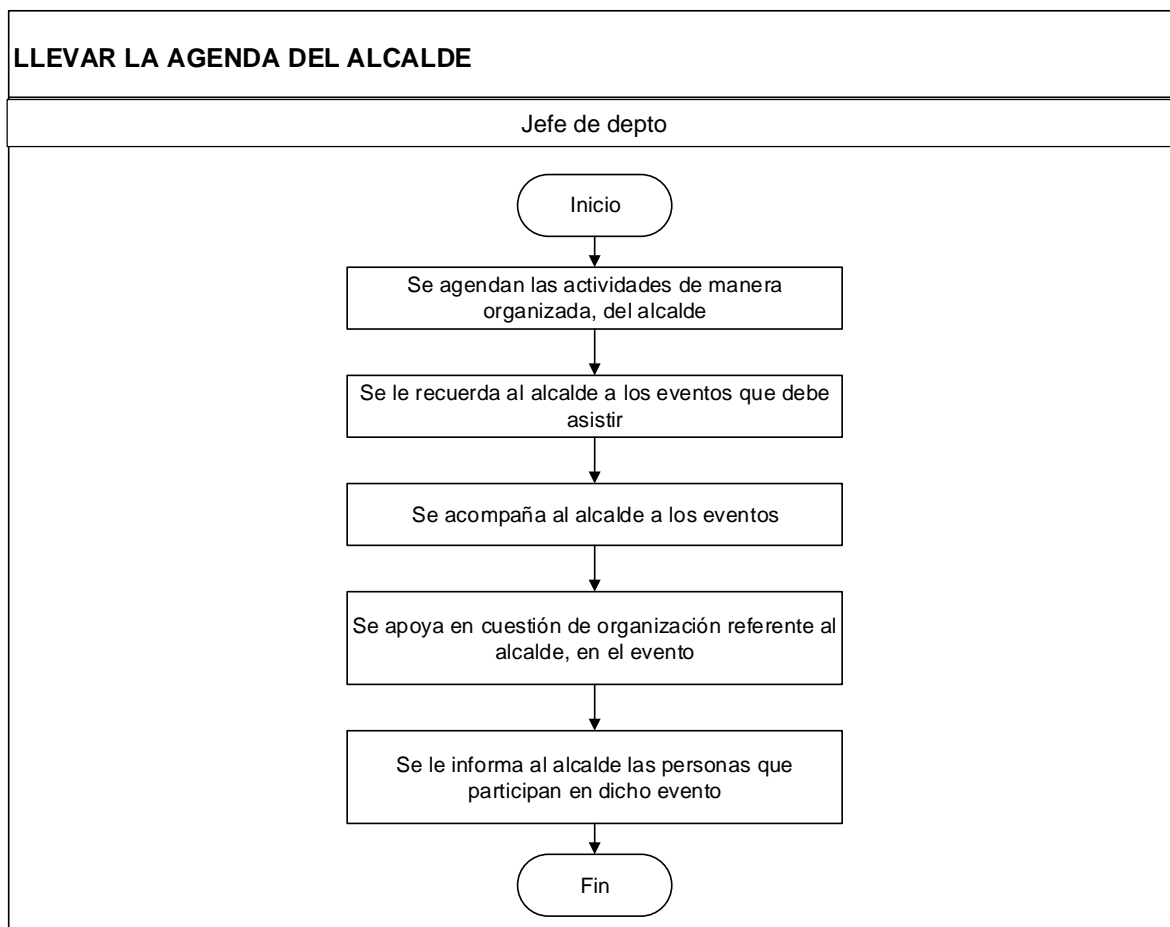 LLEVAR LA AGENDA DEL ALCALDE
Jefe de depto
Inicio
Se agendan las actividades de manera
organizada, del alcalde
Se le recuerda al alcalde a los eventos que debe
asistir
Se acompaña al alcalde a los eventos
Se apoya en cuestión de organización referente al
alcalde, en el evento
Se le informa al alcalde las personas que
participan en dicho evento
Fin